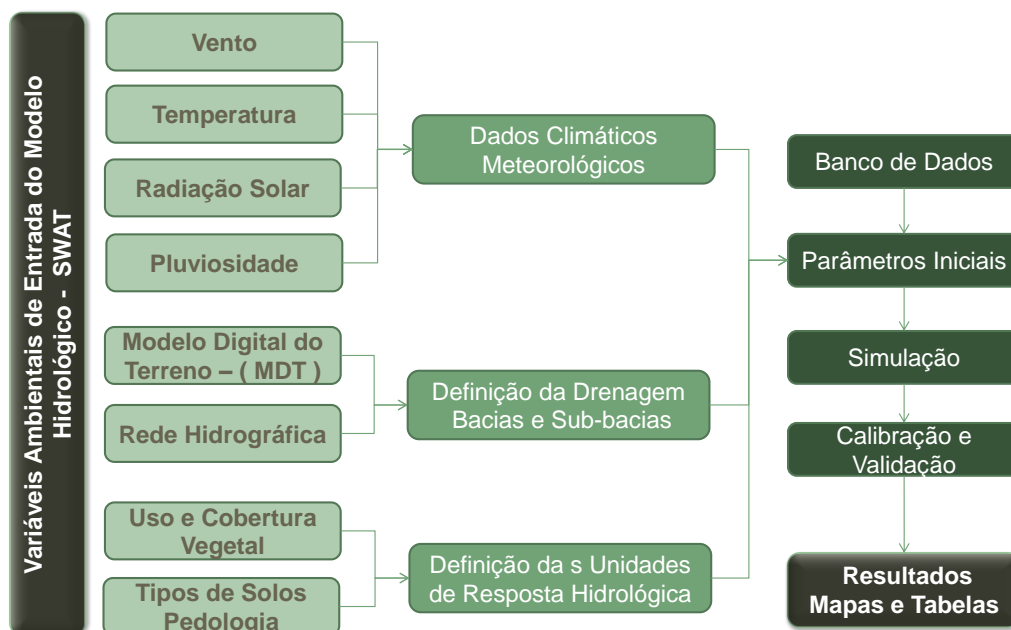 Variáveis Ambientais de Entrada do Modelo
Hidrológico - SWAT
Vento
Temperatura
Radiação Solar
Pluviosidade
Modelo Digital do
Terreno – ( MDT )
Rede Hidrográfica
Uso e Cobertura
Vegetal
Tipos de Solos
Pedologia
Dados Climáticos
Meteorológicos
Definição da Drenagem
Bacias e Sub-bacias
Definição da s Unidades
de Resposta Hidrológica
Banco de Dados
Parâmetros Iniciais
Simulação
Calibração e
Validação
Resultados
Mapas e Tabelas